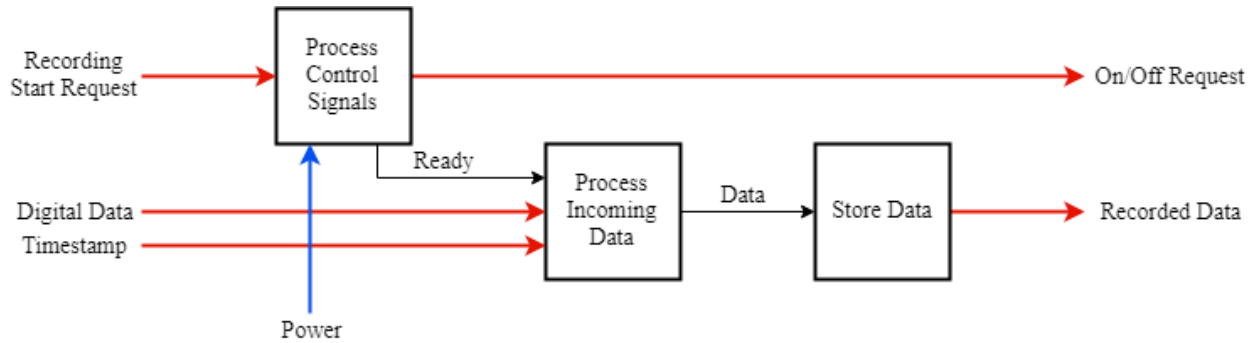 Recording
Start Request
Process
Control
Signals
On/Off Request
Ready
Digital Data
Timestamp
Process
Incoming
Data
Data
Store Data
Recorded Data
Power